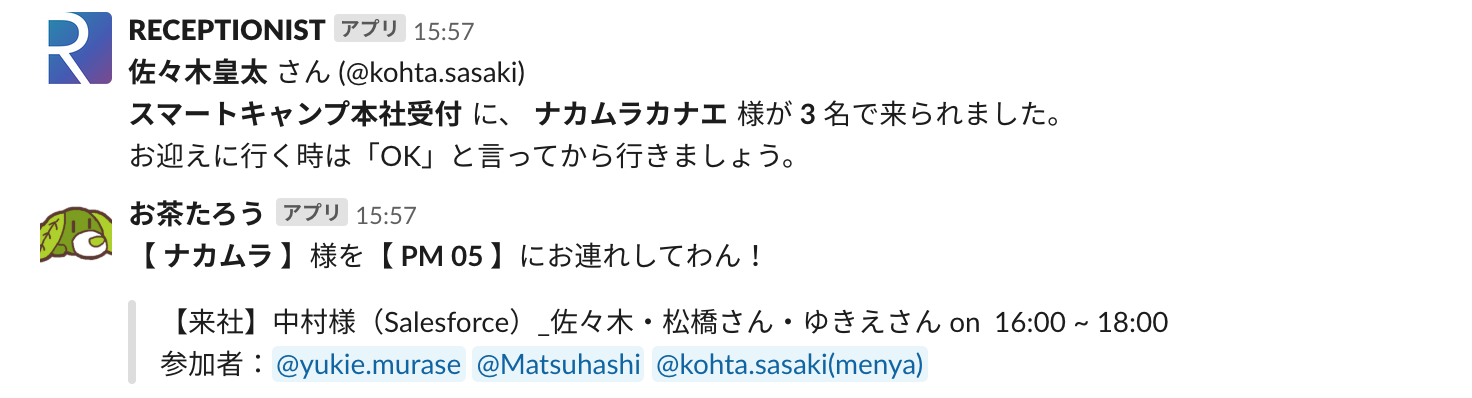 RECEPTIONIST アプリ 15:57
佐々木皇太 さん (@kohta.sasaki)
スマートキャンプ本社受付 に、 ナカムラカナエ 様が 3 名で来られました。
お迎えに行く時は「OK」と言ってから行きましょう。
お茶たろう アプリ 15:57
【 ナカムラ 】 様を 【 PM 05 】 にお連れしてわん！
【来社】中村様（Salesforce）_佐々木・松橋さん・ゆきえさん on 16:00 ~ 18:00
参加者：@yukie.murase @Matsuhashi @kohta.sasaki(menya)